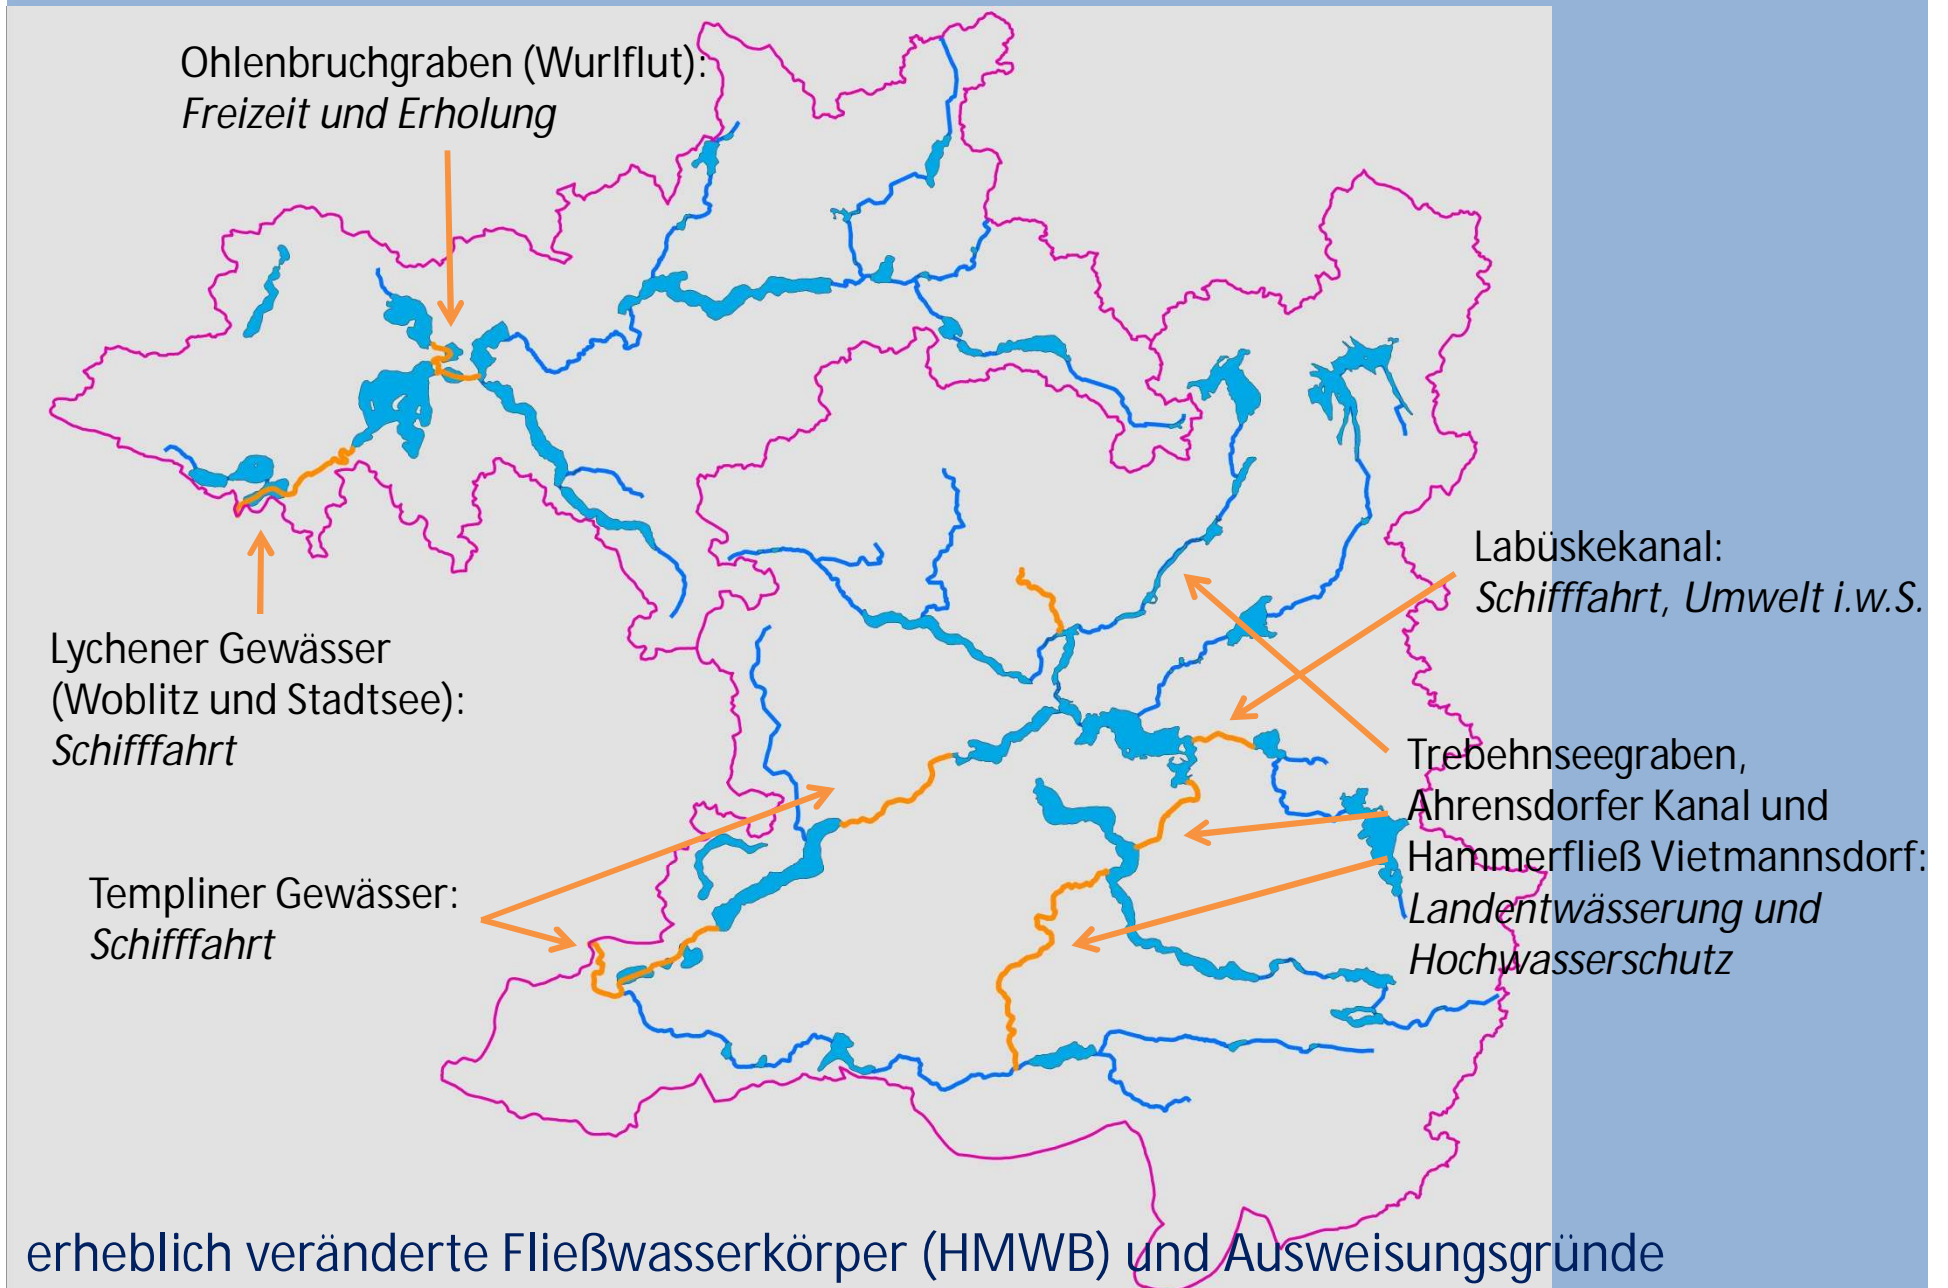 Ohlenbruchgraben (Wurlflut):
Freizeit und Erholung
Labüskekanal:
Schifffahrt, Umwelt i.w.S.
Lychener Gewässer
(Woblitz und Stadtsee):
Schifffahrt
Trebehnseegraben,
Ahrensdorfer Kanal und
Hammerfließ Vietmannsdorf:
Landentwässerung und
Hochwasserschutz
Templiner Gewässer:
Schifffahrt
erheblich veränderte Fließwasserkörper (HMWB) und Ausweisungsgründe